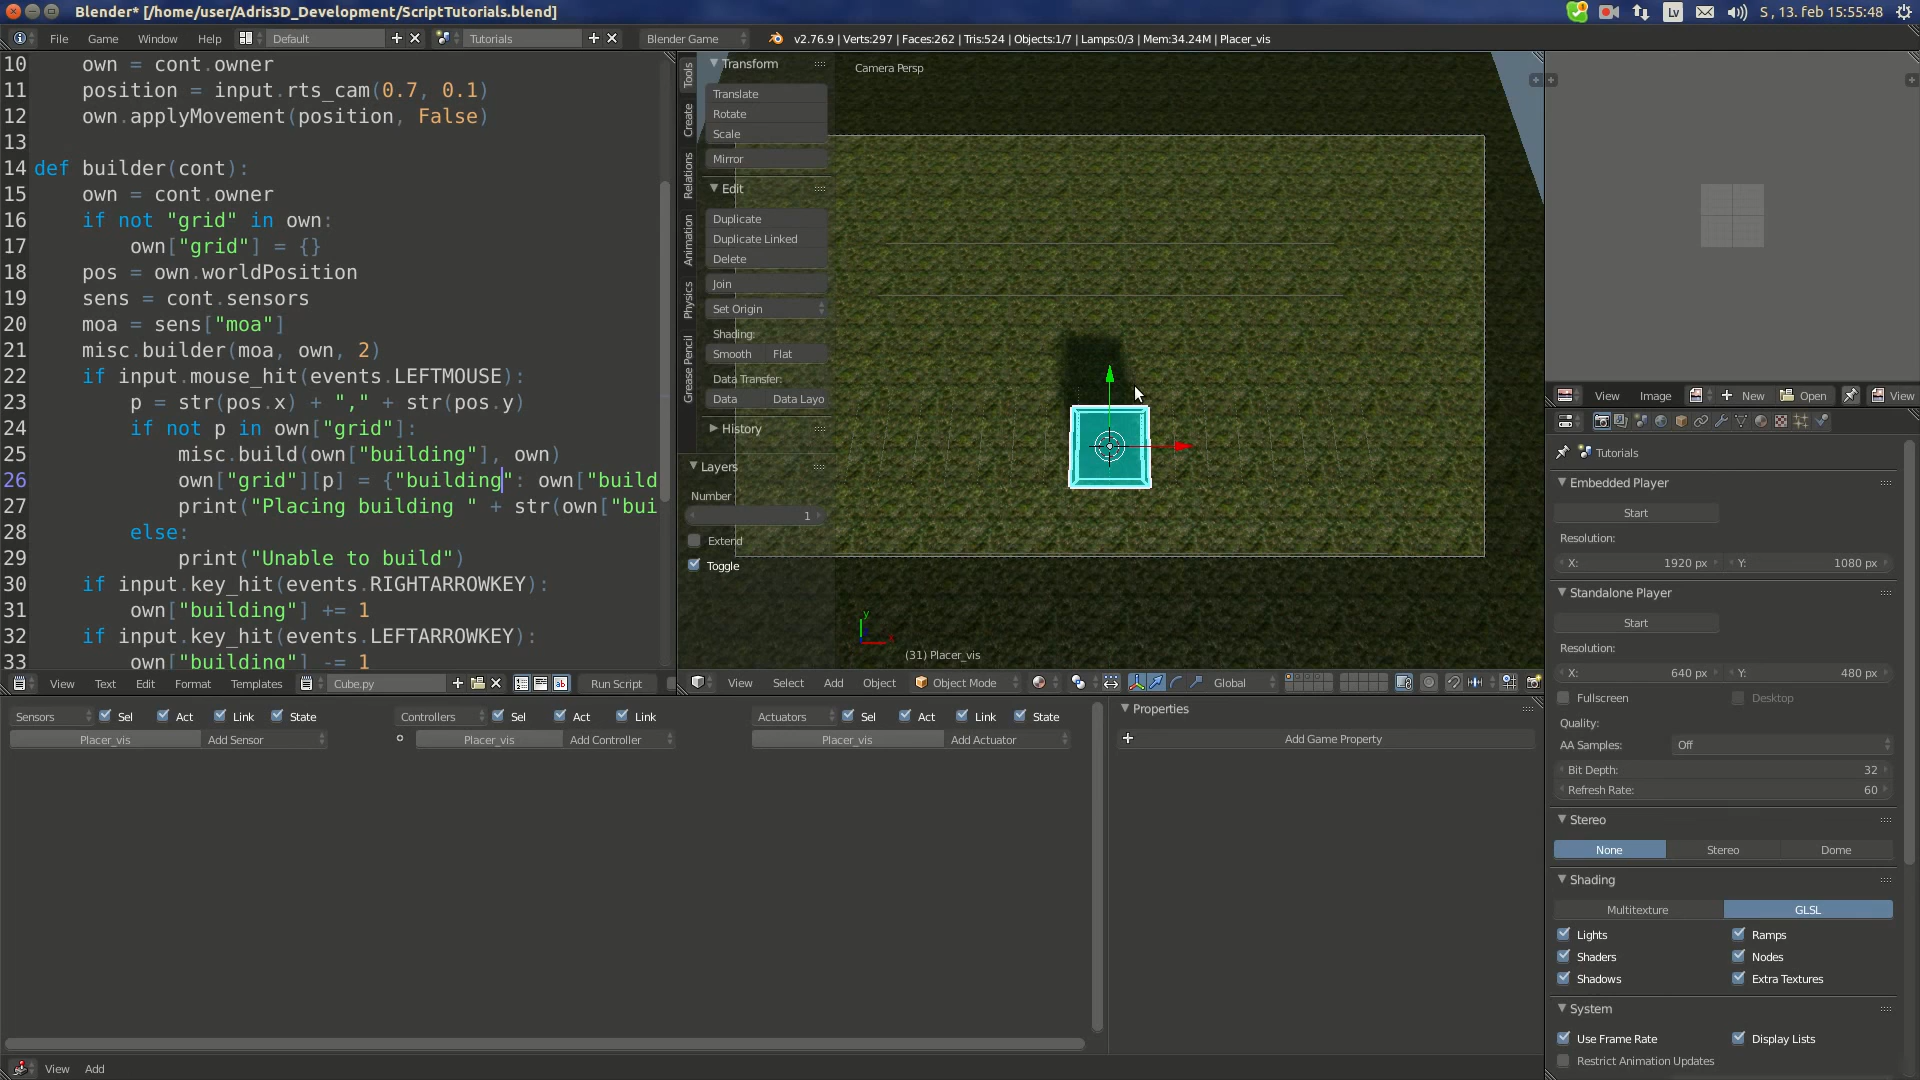 Blender* [/home/user/Adris3D_Development/ScriptTutorials.blend]
Lv
S , 13. feb 15:55:48
File Game Window Help
Default
Tutorials
Blender Game
v2.76.9 | Verts:297 | Faces:262 | Tris:524 | Objects:1/7 | Lamps:0/3 | Mem:34.24M | Placer_vis
10 own = cont.owner
11 position = input.rts_cam(0.7, 0.1)
12 own.applyMovement(position, False)
13
14 def builder(cont):
15 own = cont.owner
16 if not "grid" in own:
17 own["grid"] = {}
18 pos = own.worldPosition
19 sens = cont.sensors
20 moa = sens["moa"]
21 misc.builder(moa, own, 2)
22 if input.mouse_hit(events.LEFTMOUSE):
23 p = str(pos.x) + "," + str(pos.y)
24 if not p in own["grid"]:
25 misc.build(own["building"], own)
26 own["grid"][p] = {"building": own["build
27 print("Placing building " + str(own["bui
28 else:
29 print("Unable to build")
30 if input.key_hit(events.RIGHTARROWKEY):
31 own["building"] += 1
32 if input.key_hit(events.LEFTARROWKEY):
33 own["building"] -= 1
View Text Edit Format Templates
Cube.py
Run Script
Tools
Create
Relations
Animation
Physics
Grease Pencil
Transform
Translate
Rotate
Scale
Mirror
Edit
Duplicate
Duplicate Linked
Delete
Join
Set Origin
Shading:
Smooth Flat
Data Transfer:
Data Data Layo
History
Layers
Number
1
Extend
Toggle
Camera Persp
y
(31) Placer_vis
View Select Add Object
Object Mode
Global
View Image
New
Open
View
Tutorials
Embedded Player
Start
Resolution:
X: 1920 px Y: 1080 px
Standalone Player
Start
Resolution:
X: 640 px Y: 480 px
Fullscreen Desktop
Quality:
AA Samples: Off
Bit Depth: 32
Refresh Rate: 60
Stereo
None Stereo Dome
Shading
Multitexture GLSL
Lights Ramps
Shaders Nodes
Shadows Extra Textures
System
Use Frame Rate Display Lists
Restrict Animation Updates
Sensors Sel Act Link State
Placer_vis Add Sensor
Controllers Sel Act Link
Placer_vis Add Controller
Actuators Sel Act Link State
Placer_vis Add Actuator
Properties
Add Game Property
View Add